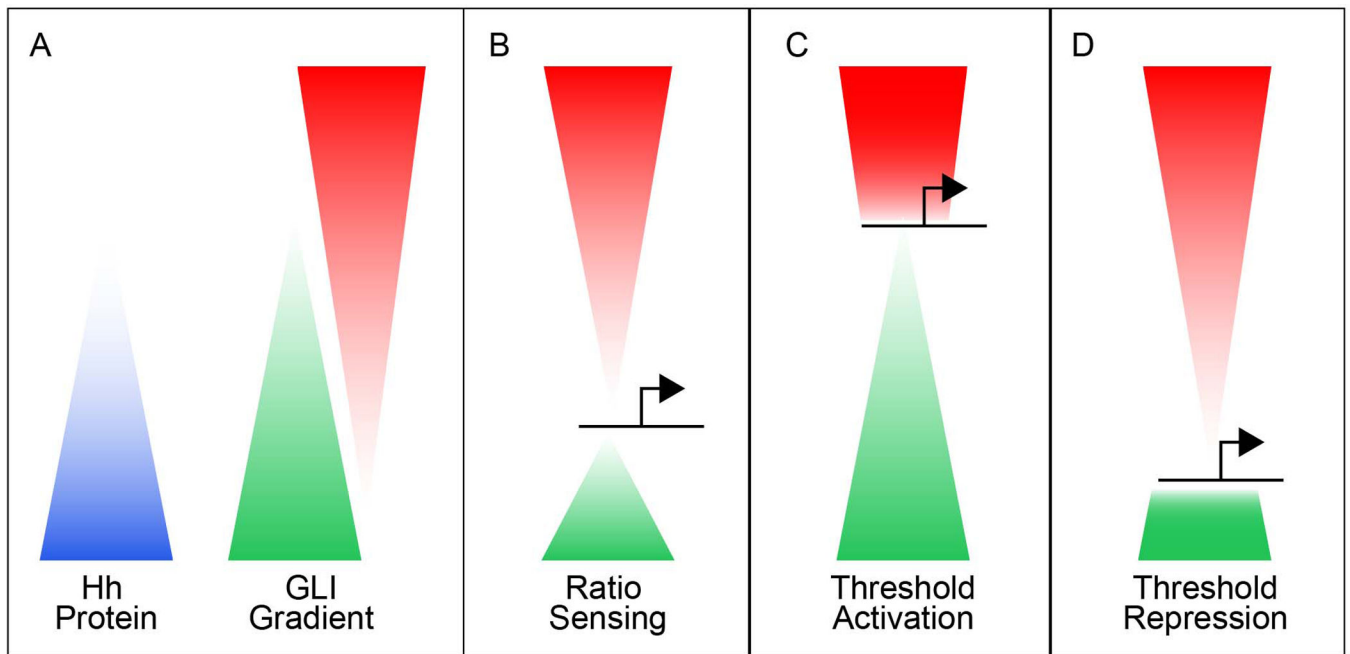 A
B
C
D
Hh
Protein
GLI
Gradient
Ratio
Sensing
Threshold
Activation
Threshold
Repression